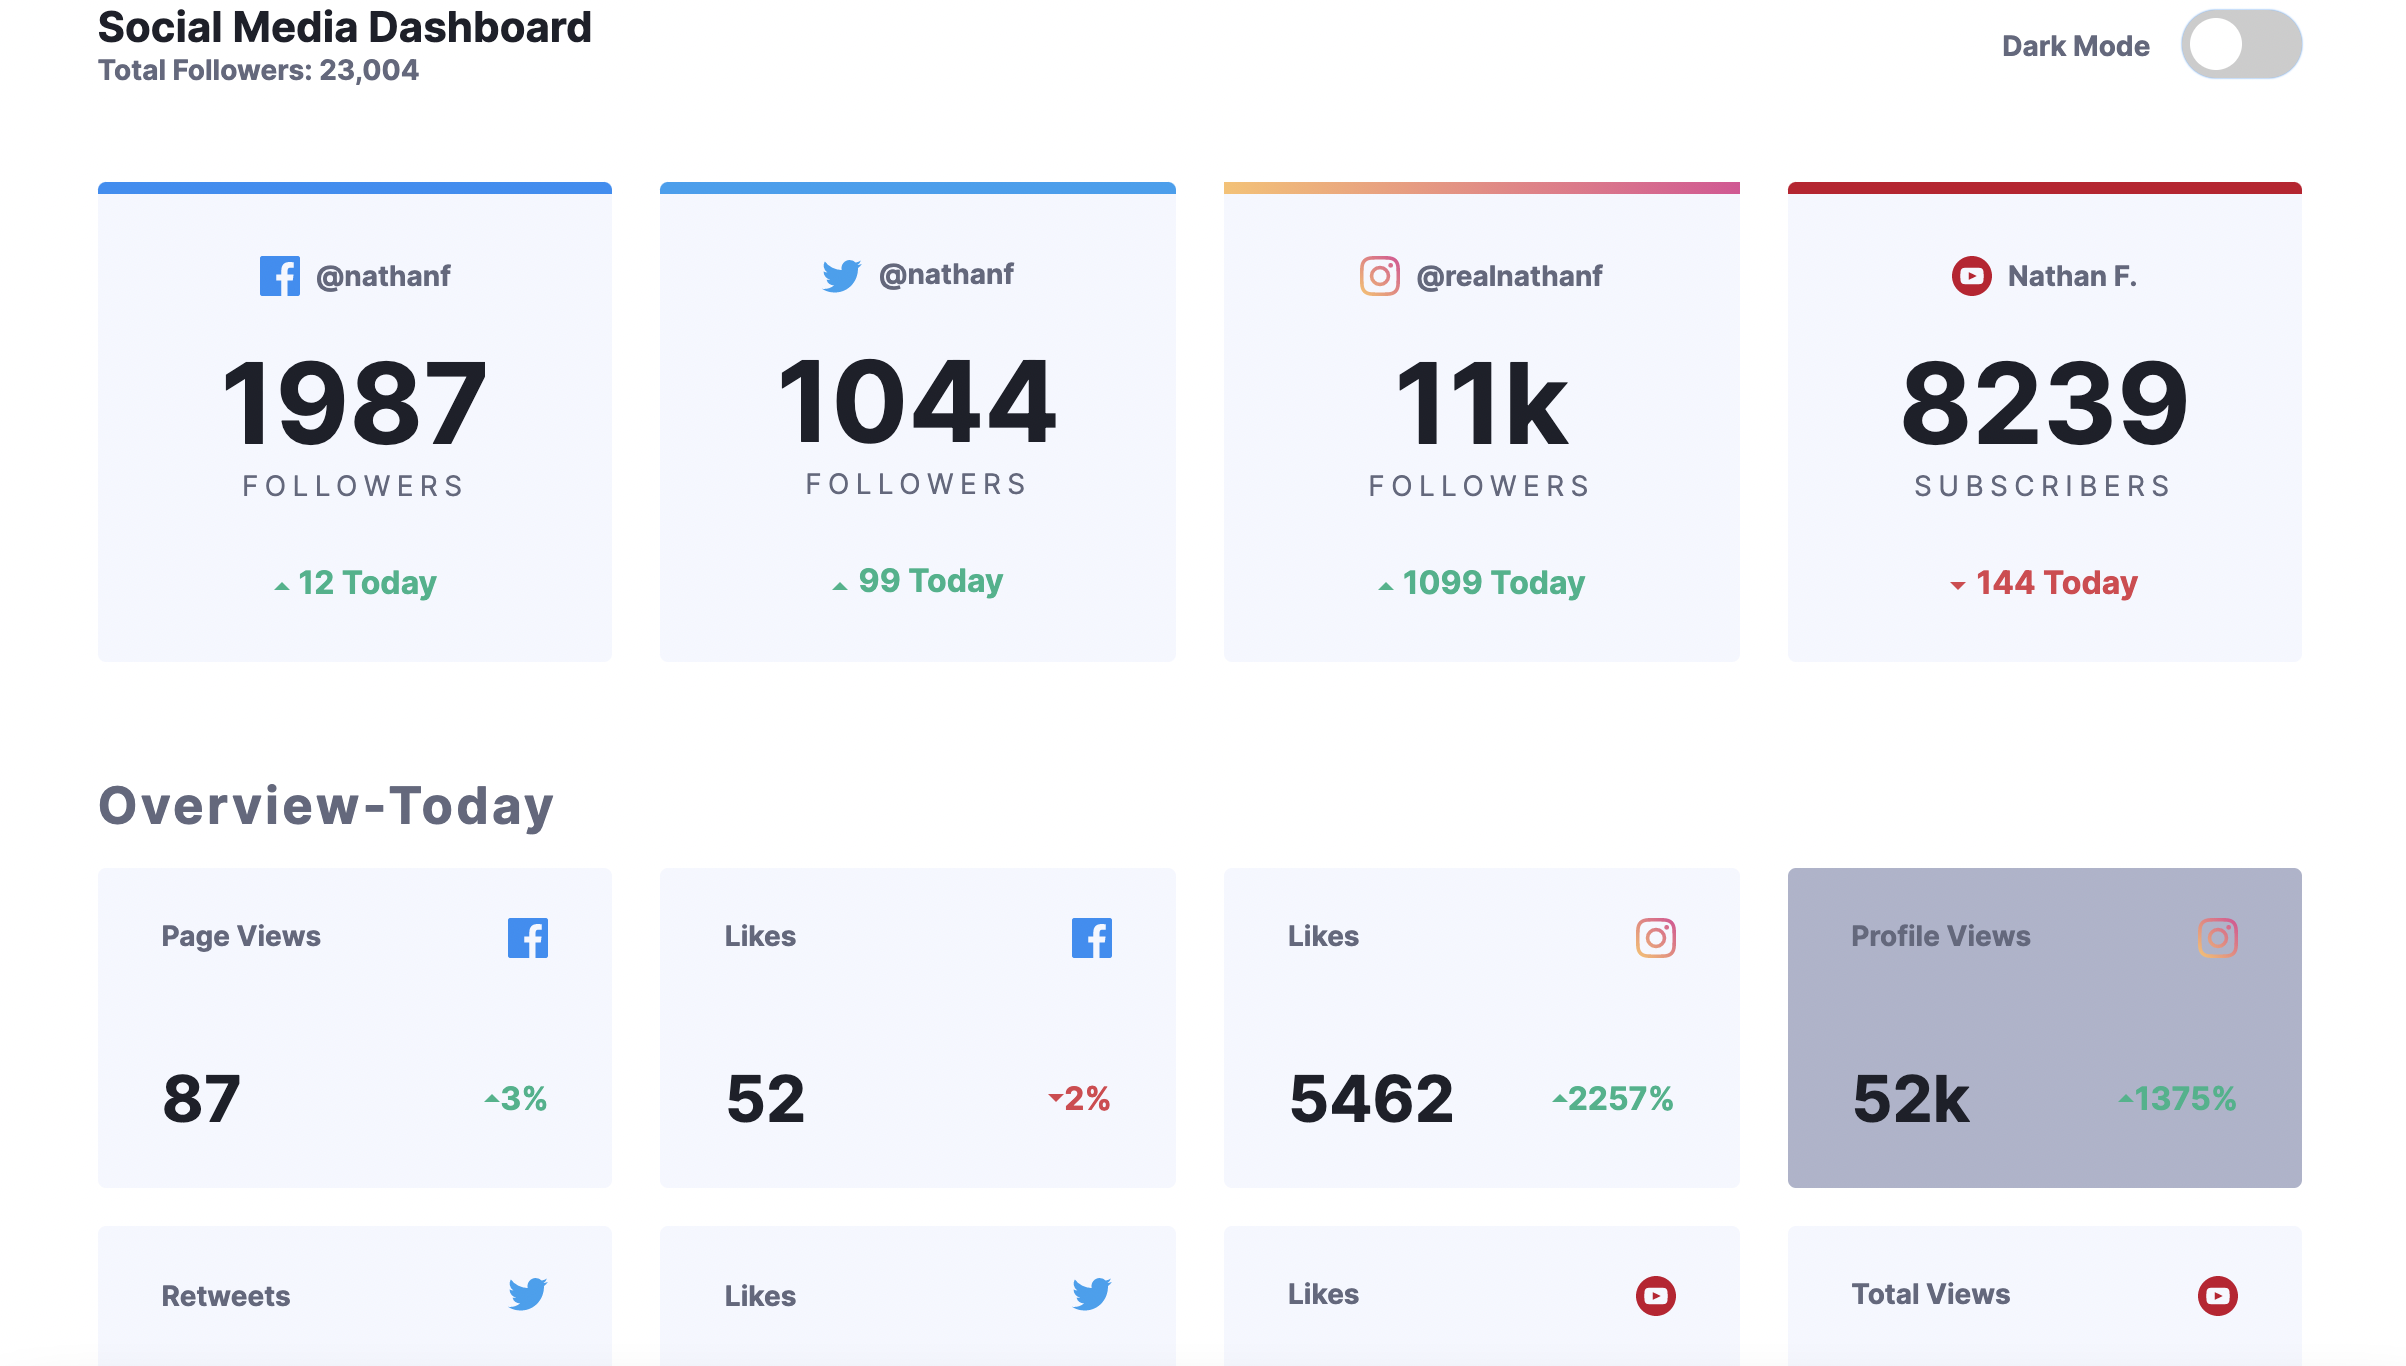 Social Media Dashboard
Total Followers: 23,004
Dark Mode
@nathanf
1987
FOLLOWERS
12 Today
@nathanf
1044
FOLLOWERS
99 Today
@realnathanf
11k
FOLLOWERS
1099 Today
Nathan F.
8239
SUBSCRIBERS
144 Today
Overview-Today
Page Views
87
3%
Likes
52
2%
Likes
5462
2257%
Profile Views
52k
1375%
Retweets
Likes
Likes
Total Views